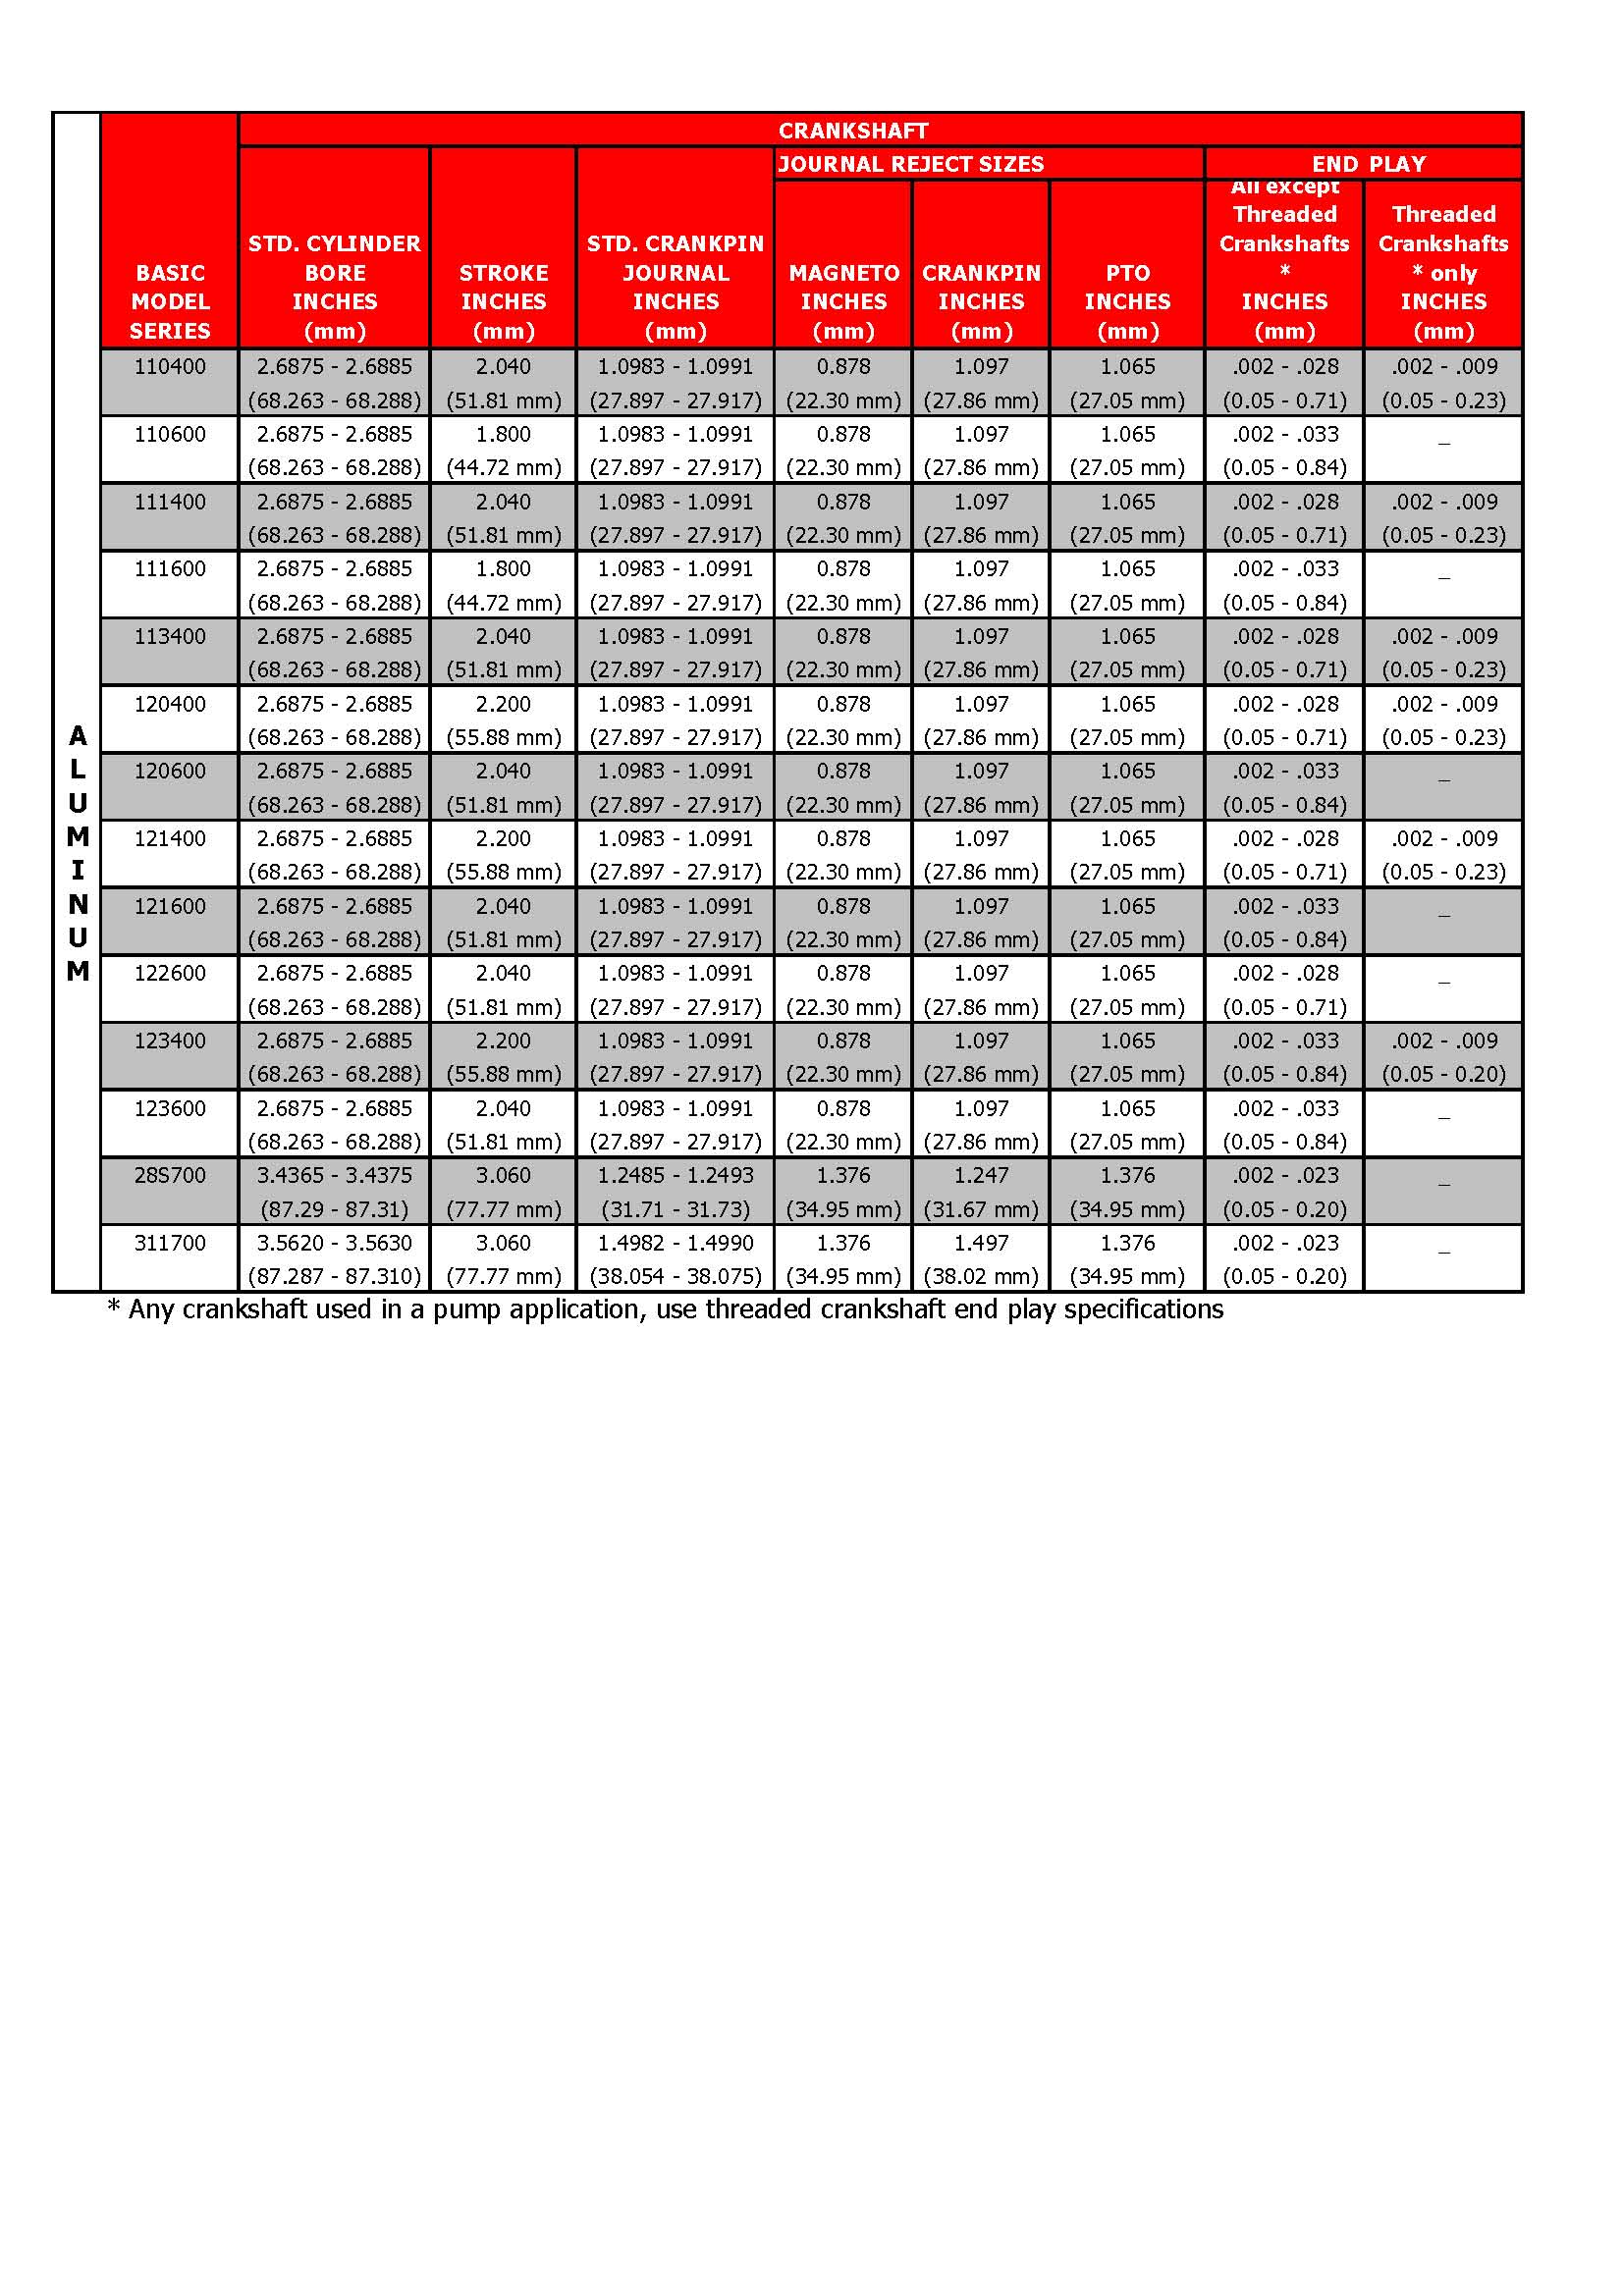 CRANKSHAFT
JOURNAL REJECT SIZES END PLAY
BASIC MODEL SERIES
STD. CYLINDER BORE INCHES (mm)
STROKE INCHES (mm)
STD. CRANKPIN JOURNAL INCHES (mm)
MAGNETO INCHES (mm)
CRANKPIN INCHES (mm)
PTO INCHES (mm)
All except Threaded Crankshafts * INCHES (mm)
Threaded Crankshafts * only INCHES (mm)
ALUMINUM
110400 2.6875 - 2.6885 2.040 1.0983 - 1.0991 0.878 1.097 1.065 .002 - .028 .002 - .009
(68.263 - 68.288) (51.81 mm) (27.897 - 27.917) (22.30 mm) (27.86 mm) (27.05 mm) (0.05 - 0.71) (0.05 - 0.23)
110600 2.6875 - 2.6885 1.800 1.0983 - 1.0991 0.878 1.097 1.065 .002 - .033 _
(68.263 - 68.288) (44.72 mm) (27.897 - 27.917) (22.30 mm) (27.86 mm) (27.05 mm) (0.05 - 0.84)
111400 2.6875 - 2.6885 2.040 1.0983 - 1.0991 0.878 1.097 1.065 .002 - .028 .002 - .009
(68.263 - 68.288) (51.81 mm) (27.897 - 27.917) (22.30 mm) (27.86 mm) (27.05 mm) (0.05 - 0.71) (0.05 - 0.23)
111600 2.6875 - 2.6885 1.800 1.0983 - 1.0991 0.878 1.097 1.065 .002 - .033 _
(68.263 - 68.288) (44.72 mm) (27.897 - 27.917) (22.30 mm) (27.86 mm) (27.05 mm) (0.05 - 0.84)
113400 2.6875 - 2.6885 2.040 1.0983 - 1.0991 0.878 1.097 1.065 .002 - .028 .002 - .009
(68.263 - 68.288) (51.81 mm) (27.897 - 27.917) (22.30 mm) (27.86 mm) (27.05 mm) (0.05 - 0.71) (0.05 - 0.23)
120400 2.6875 - 2.6885 2.200 1.0983 - 1.0991 0.878 1.097 1.065 .002 - .028 .002 - .009
(68.263 - 68.288) (55.88 mm) (27.897 - 27.917) (22.30 mm) (27.86 mm) (27.05 mm) (0.05 - 0.71) (0.05 - 0.23)
120600 2.6875 - 2.6885 2.040 1.0983 - 1.0991 0.878 1.097 1.065 .002 - .033 _
(68.263 - 68.288) (51.81 mm) (27.897 - 27.917) (22.30 mm) (27.86 mm) (27.05 mm) (0.05 - 0.84)
121400 2.6875 - 2.6885 2.200 1.0983 - 1.0991 0.878 1.097 1.065 .002 - .028 .002 - .009
(68.263 - 68.288) (55.88 mm) (27.897 - 27.917) (22.30 mm) (27.86 mm) (27.05 mm) (0.05 - 0.71) (0.05 - 0.23)
121600 2.6875 - 2.6885 2.040 1.0983 - 1.0991 0.878 1.097 1.065 .002 - .033 _
(68.263 - 68.288) (51.81 mm) (27.897 - 27.917) (22.30 mm) (27.86 mm) (27.05 mm) (0.05 - 0.84)
122600 2.6875 - 2.6885 2.040 1.0983 - 1.0991 0.878 1.097 1.065 .002 - .028 _
(68.263 - 68.288) (51.81 mm) (27.897 - 27.917) (22.30 mm) (27.86 mm) (27.05 mm) (0.05 - 0.71)
123400 2.6875 - 2.6885 2.200 1.0983 - 1.0991 0.878 1.097 1.065 .002 - .033 .002 - .009
(68.263 - 68.288) (55.88 mm) (27.897 - 27.917) (22.30 mm) (27.86 mm) (27.05 mm) (0.05 - 0.84) (0.05 - 0.20)
123600 2.6875 - 2.6885 2.040 1.0983 - 1.0991 0.878 1.097 1.065 .002 - .033 _
(68.263 - 68.288) (51.81 mm) (27.897 - 27.917) (22.30 mm) (27.86 mm) (27.05 mm) (0.05 - 0.84)
28S700 3.4365 - 3.4375 3.060 1.2485 - 1.2493 1.376 1.247 1.376 .002 - .023 _
(87.29 - 87.31) (77.77 mm) (31.71 - 31.73) (34.95 mm) (31.67 mm) (34.95 mm) (0.05 - 0.20)
311700 3.5620 - 3.5630 3.060 1.4982 - 1.4990 1.376 1.497 1.376 .002 - .023 _
(87.287 - 87.310) (77.77 mm) (38.054 - 38.075) (34.95 mm) (38.02 mm) (34.95 mm) (0.05 - 0.20)
* Any crankshaft used in a pump application, use threaded crankshaft end play specifications